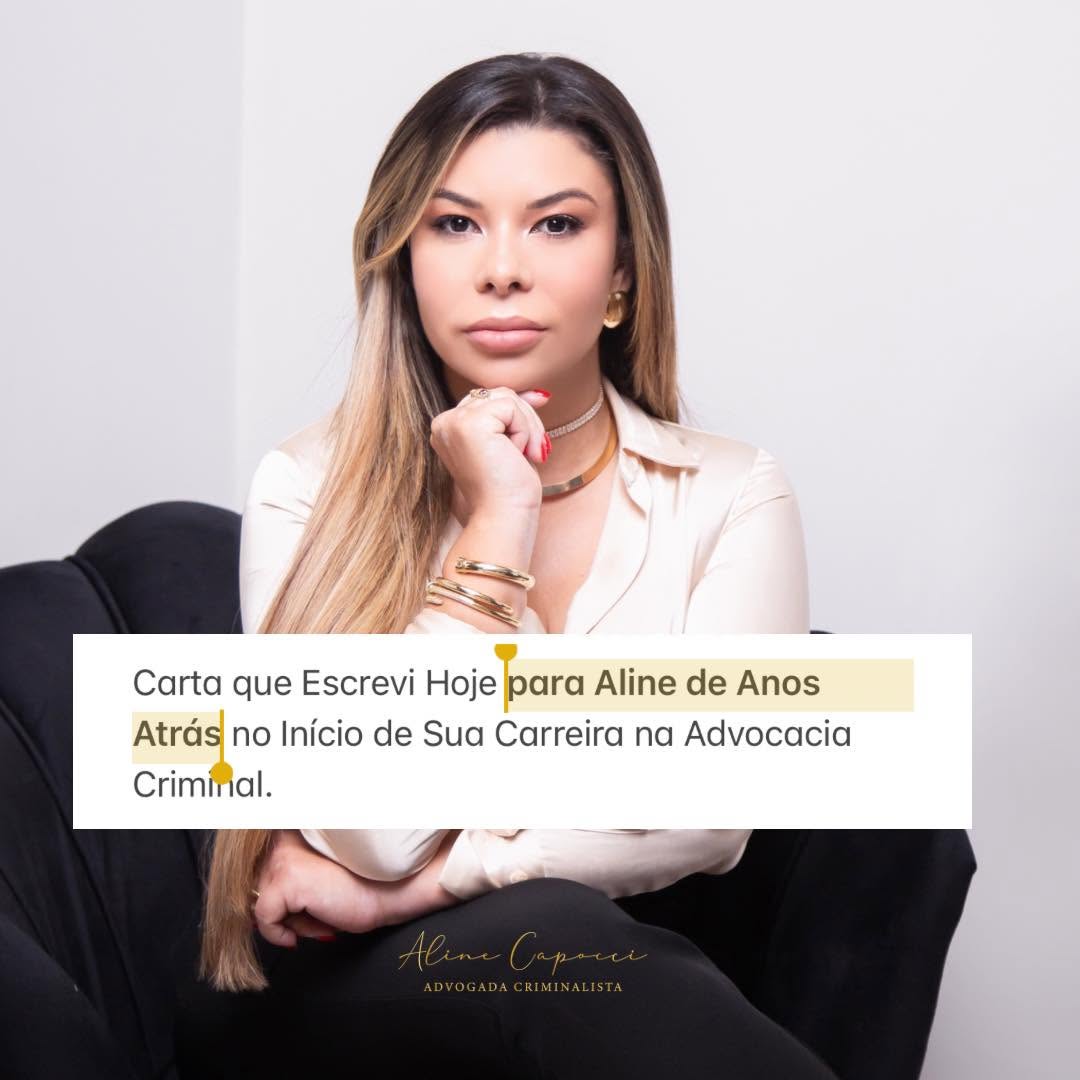 Carta que Escrevi Hoje para Aline de Anos
Atrás no Início de Sua Carreira na Advocacia
Criminal.
Aline Capocci
ADVOGADA CRIMINALISTA